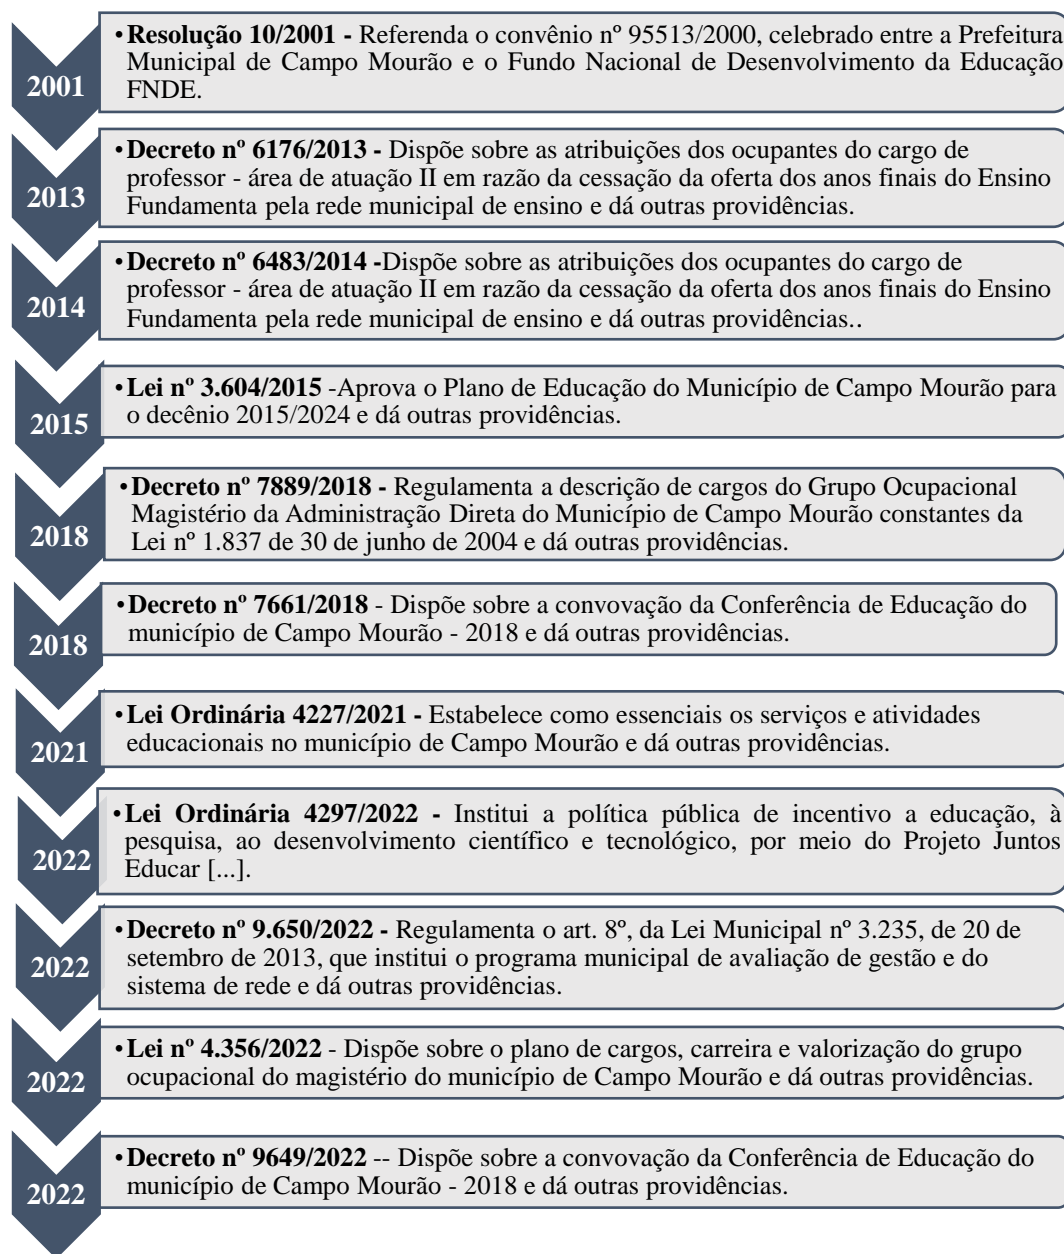 2001
•Resolução 10/2001 - Referenda o convênio nº 95513/2000, celebrado entre a Prefeitura
Municipal de Campo Mourão e o Fundo Nacional de Desenvolvimento da Educação
FNDE.
2013
•Decreto nº 6176/2013 - Dispõe sobre as atribuições dos ocupantes do cargo de
professor - área de atuação II em razão da cessação da oferta dos anos finais do Ensino
Fundamenta pela rede municipal de ensino e dá outras providências.
2014
•Decreto nº 6483/2014 -Dispõe sobre as atribuições dos ocupantes do cargo de
professor - área de atuação II em razão da cessação da oferta dos anos finais do Ensino
Fundamenta pela rede municipal de ensino e dá outras providências..
2015
•Lei nº 3.604/2015 -Aprova o Plano de Educação do Município de Campo Mourão para
o decênio 2015/2024 e dá outras providências.
2018
•Decreto nº 7889/2018 - Regulamenta a descrição de cargos do Grupo Ocupacional
Magistério da Administração Direta do Município de Campo Mourão constantes da
Lei nº 1.837 de 30 de junho de 2004 e dá outras providências.
2018
•Decreto nº 7661/2018 - Dispõe sobre a convovação da Conferência de Educação do
município de Campo Mourão - 2018 e dá outras providências.
2021
•Lei Ordinária 4227/2021 - Estabelece como essenciais os serviços e atividades
educacionais no município de Campo Mourão e dá outras providências.
2022
•Lei Ordinária 4297/2022 - Institui a política pública de incentivo a educação, à
pesquisa, ao desenvolvimento científico e tecnológico, por meio do Projeto Juntos
Educar [...].
2022
•Decreto nº 9.650/2022 - Regulamenta o art. 8º, da Lei Municipal nº 3.235, de 20 de
setembro de 2013, que institui o programa municipal de avaliação de gestão e do
sistema de rede e dá outras providências.
2022
•Lei nº 4.356/2022 - Dispõe sobre o plano de cargos, carreira e valorização do grupo
ocupacional do magistério do município de Campo Mourão e dá outras providências.
2022
•Decreto nº 9649/2022 -- Dispõe sobre a convovação da Conferência de Educação do
município de Campo Mourão - 2018 e dá outras providências.